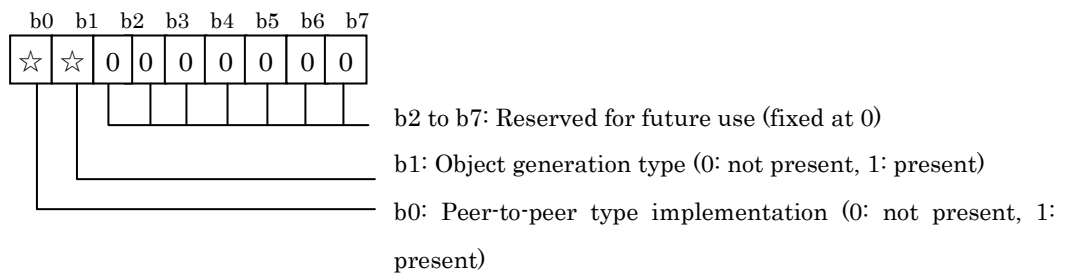 b0 b1 b2 b3 b4 b5 b6 b7
☆ ☆ 0 0 0 0 0 0 0
b2 to b7: Reserved for future use (fixed at 0)
b1: Object generation type (0: not present, 1: present)
b0: Peer-to-peer type implementation (0: not present, 1:
present)